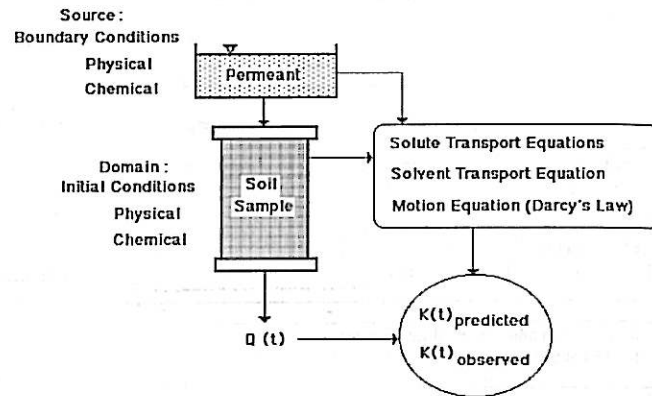 Source :
Boundary Conditions
Physical
Chemical
Permeant
Domain :
Initial Conditions
Physical
Chemical
Soil
Sample
Solute Transport Equations
Solvent Transport Equation
Motion Equation (Darcy's Law)
Q (t)
K(t) predicted
K(t) observed